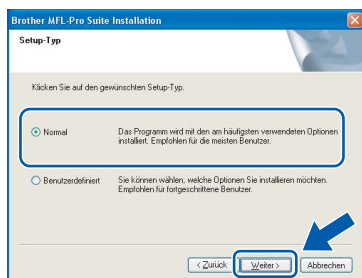 Brother MFL-Pro Suite Installation
Setup-Typ
Klicken Sie auf den gewünschten Setup-Typ.
Normal
Das Programm wird mit den am häufigsten verwendeten Optionen
installiert. Empfohlen für die meisten Benutzer.
Benutzerdefiniert
Sie können wählen, welche Optionen Sie installieren möchten.
Empfohlen für fortgeschrittene Benutzer.
< Zurück
Weiter >
Abbrechen